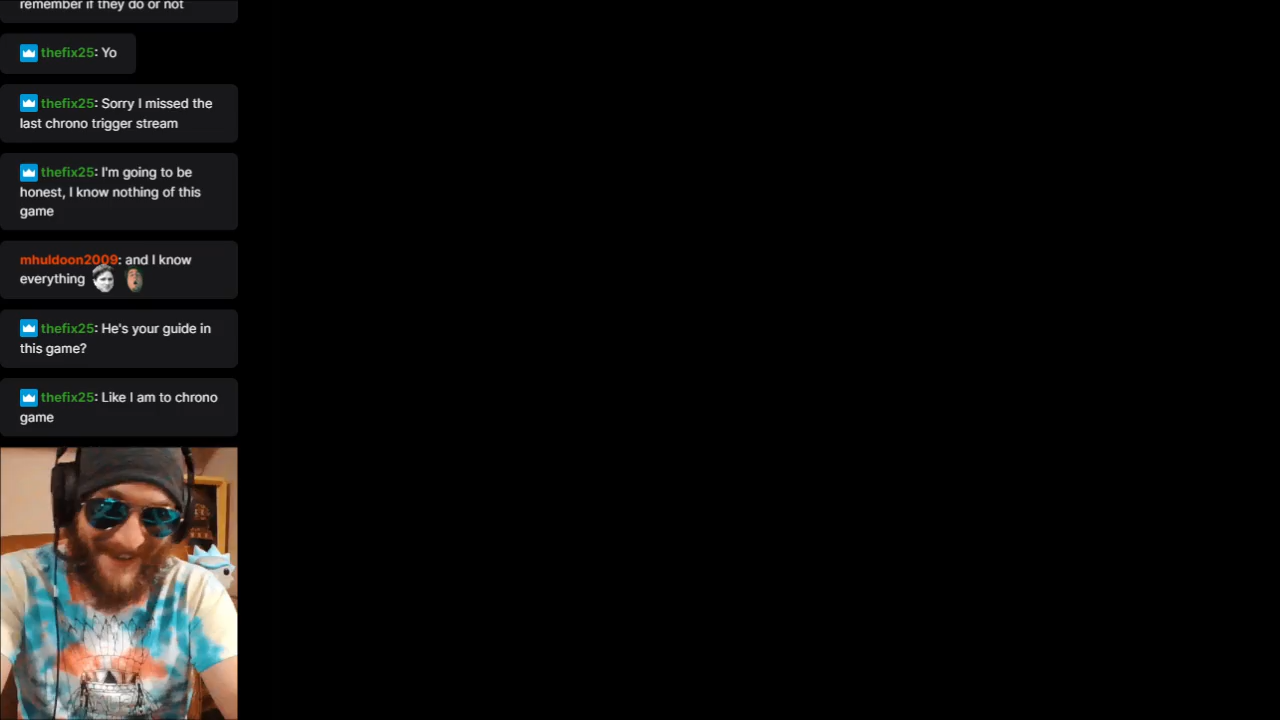 remember if they do or not
thefix25: Yo
thefix25: Sorry I missed the
last chrono trigger stream
thefix25: I'm going to be
honest, I know nothing of this
game
mhuldoon2009: and I know
everything
thefix25: He's your guide in
this game?
thefix25: Like I am to chrono
game